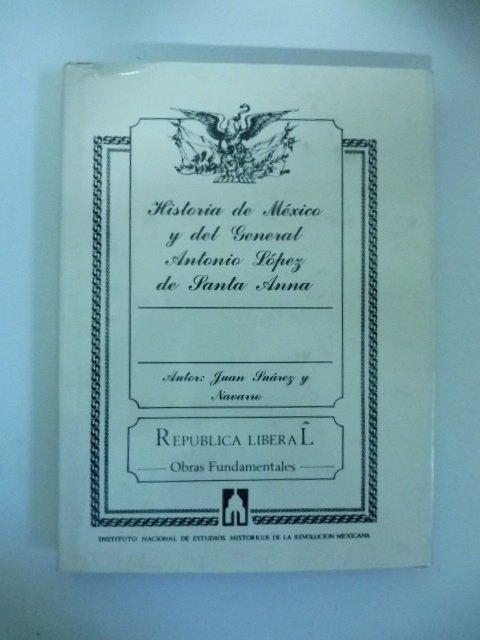 Historia de México
y del General
Antonio López
de Santa Anna
Autor: Juan Suárez y
Navarro
REPUBLICA LIBERAL
Obras Fundamentales
INSTITUTO NACIONAL DE ESTUDIOS HISTORICOS DE LA REVOLUCION MEXICANA